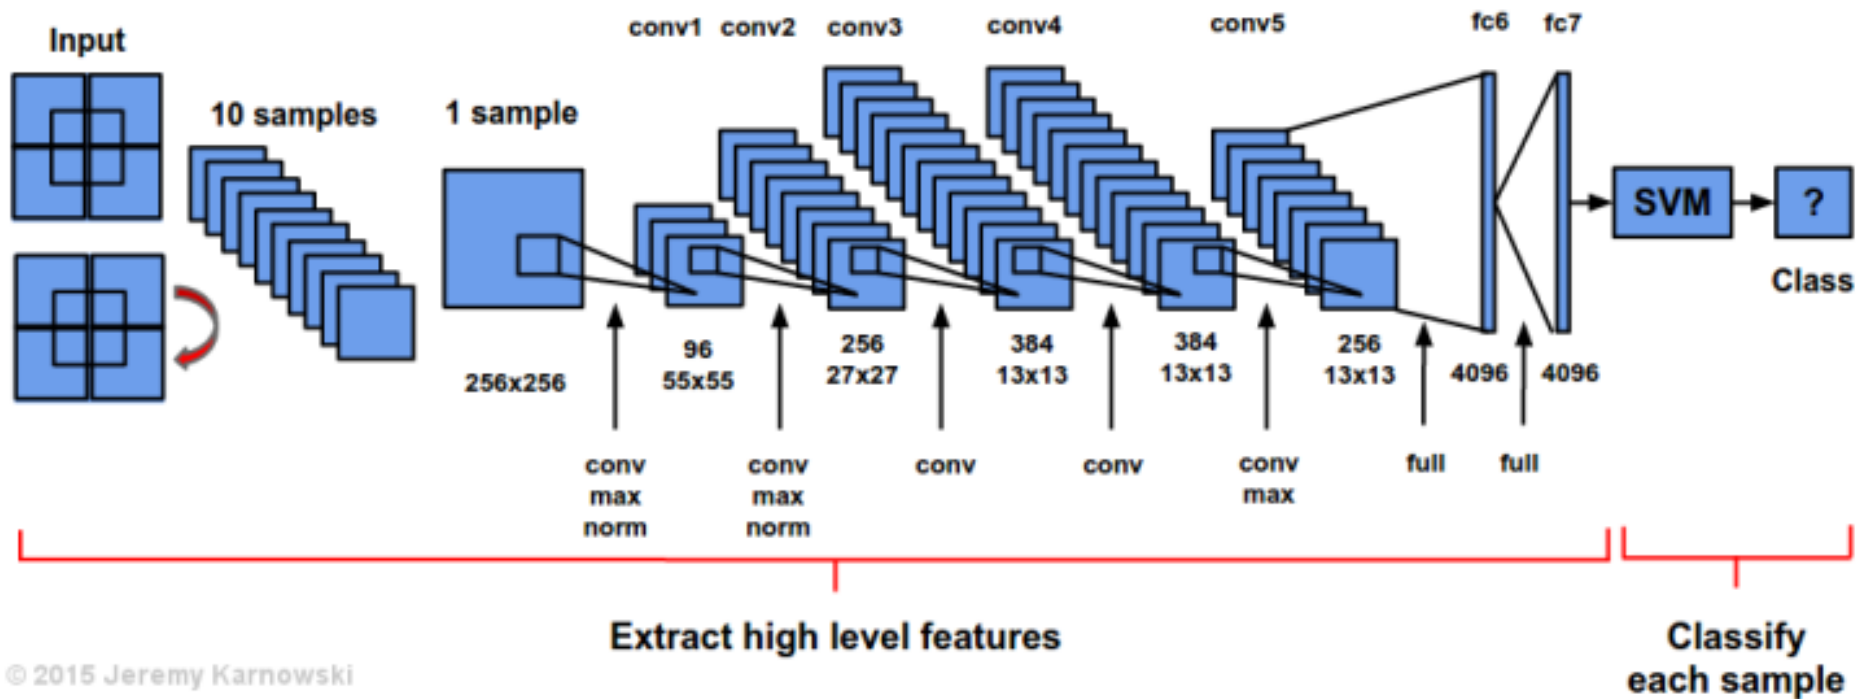 Input
10 samples
1 sample
conv1
conv2
conv3
conv4
conv5
fc6
fc7
256x256
96
55x55
256
27x27
384
13x13
384
13x13
256
13x13
4096
4096
SVM
?
Class
conv
max
norm
conv
max
norm
conv
conv
conv
max
full
full
Extract high level features
Classify
each sample
© 2015 Jeremy Karnowski